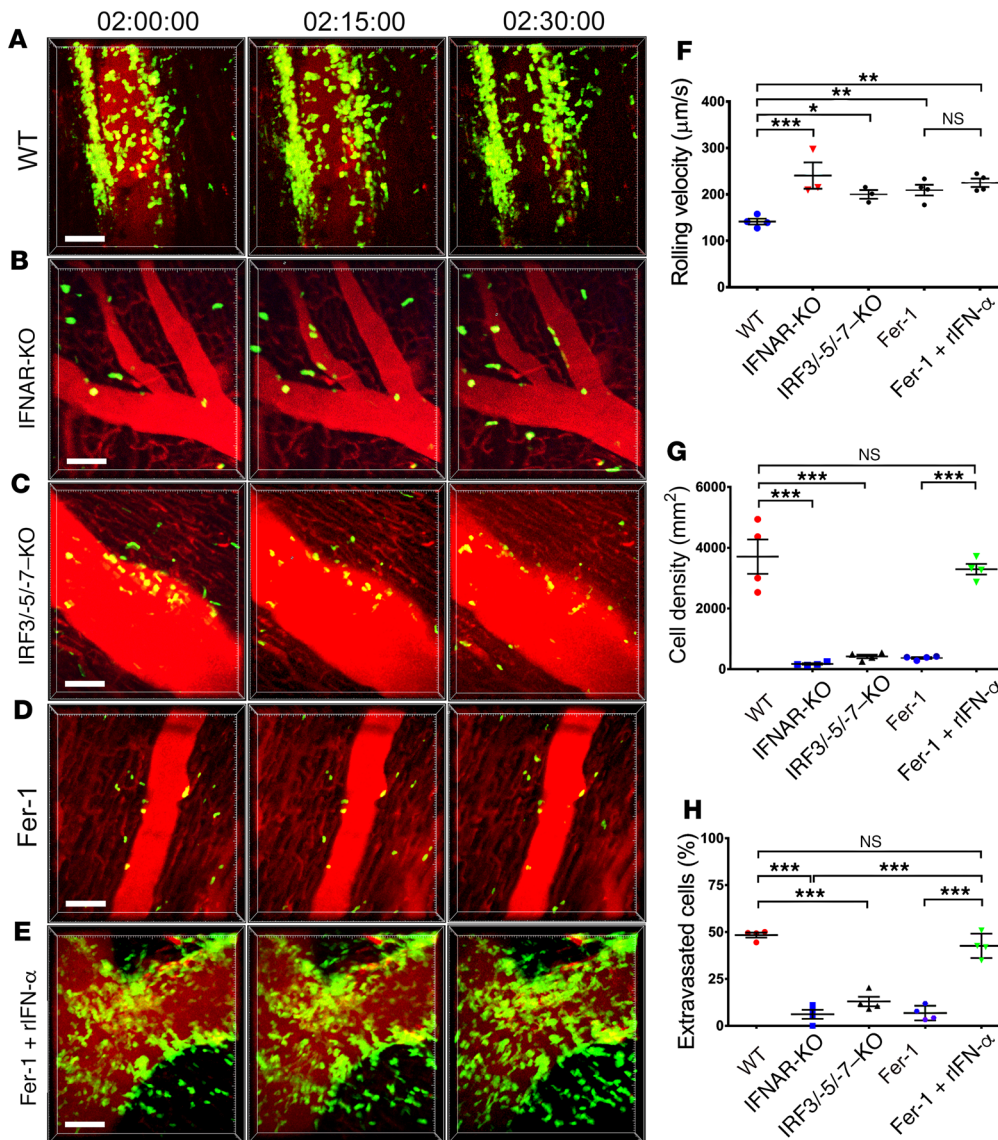 02:00:00 02:15:00 02:30:00
A
WT
B
IFNAR-KO
C
IRF3/-5/-7–KO
D
Fer-1
E
Fer-1 + rIFN-α
F
Rolling velocity (μm/s)
400
300
200
100
0
**
**
*
***
NS
WT
IFNAR-KO
IRF3/-5/-7–KO
Fer-1
Fer-1 + rIFN-α
G
Cell density (mm²)
6000
4000
2000
0
NS
***
***
***
WT
IFNAR-KO
IRF3/-5/-7–KO
Fer-1
Fer-1 + rIFN-α
H
Extravasated cells (%)
100
75
50
25
0
NS
*** ***
***
***
WT
IFNAR-KO
IRF3/-5/-7–KO
Fer-1
Fer-1 + rIFN-α